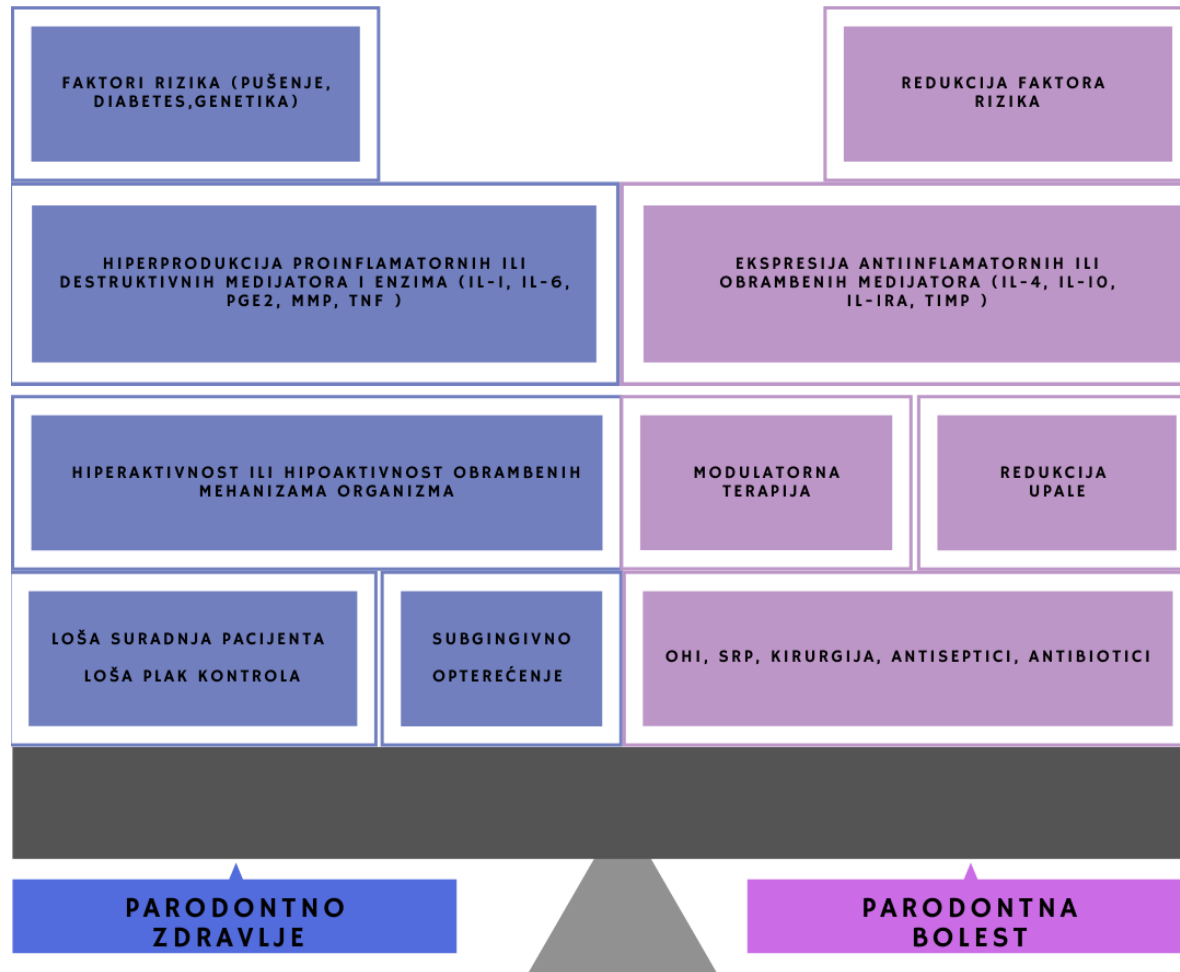 FAKTORI RIZIKA (PUŠENJE,
DIABETES,GENETIKA)
REDUKCIJA FAKTORA
RIZIKA
HIPERPRODUKCIJA PROINFLAMATORNIH ILI
DESTRUKTIVNIH MEDIJATORA I ENZIMA (IL-1, IL-6,
PGE2, MMP, TNF )
EKSPRESIJA ANTIINFLAMATORNIH ILI
OBRAMBENIH MEDIJATORA (IL-4, IL-10,
IL-1RA, TIMP )
HIPERAKTIVNOST ILI HIPOAKTIVNOST OBRAMBENIH
MEHANIZAMA ORGANIZMA
MODULATORNA
TERAPIJA
REDUKCIJA
UPALE
LOŠA SURADNJA PACIJENTA
LOŠA PLAK KONTROLA
SUBGINGIVNO
OPTEREĆENJE
OHI, SRP, KIRURGIJA, ANTISEPTICI, ANTIBIOTICI
PARODONTNO
ZDRAVLJE
PARODONTNA
BOLEST